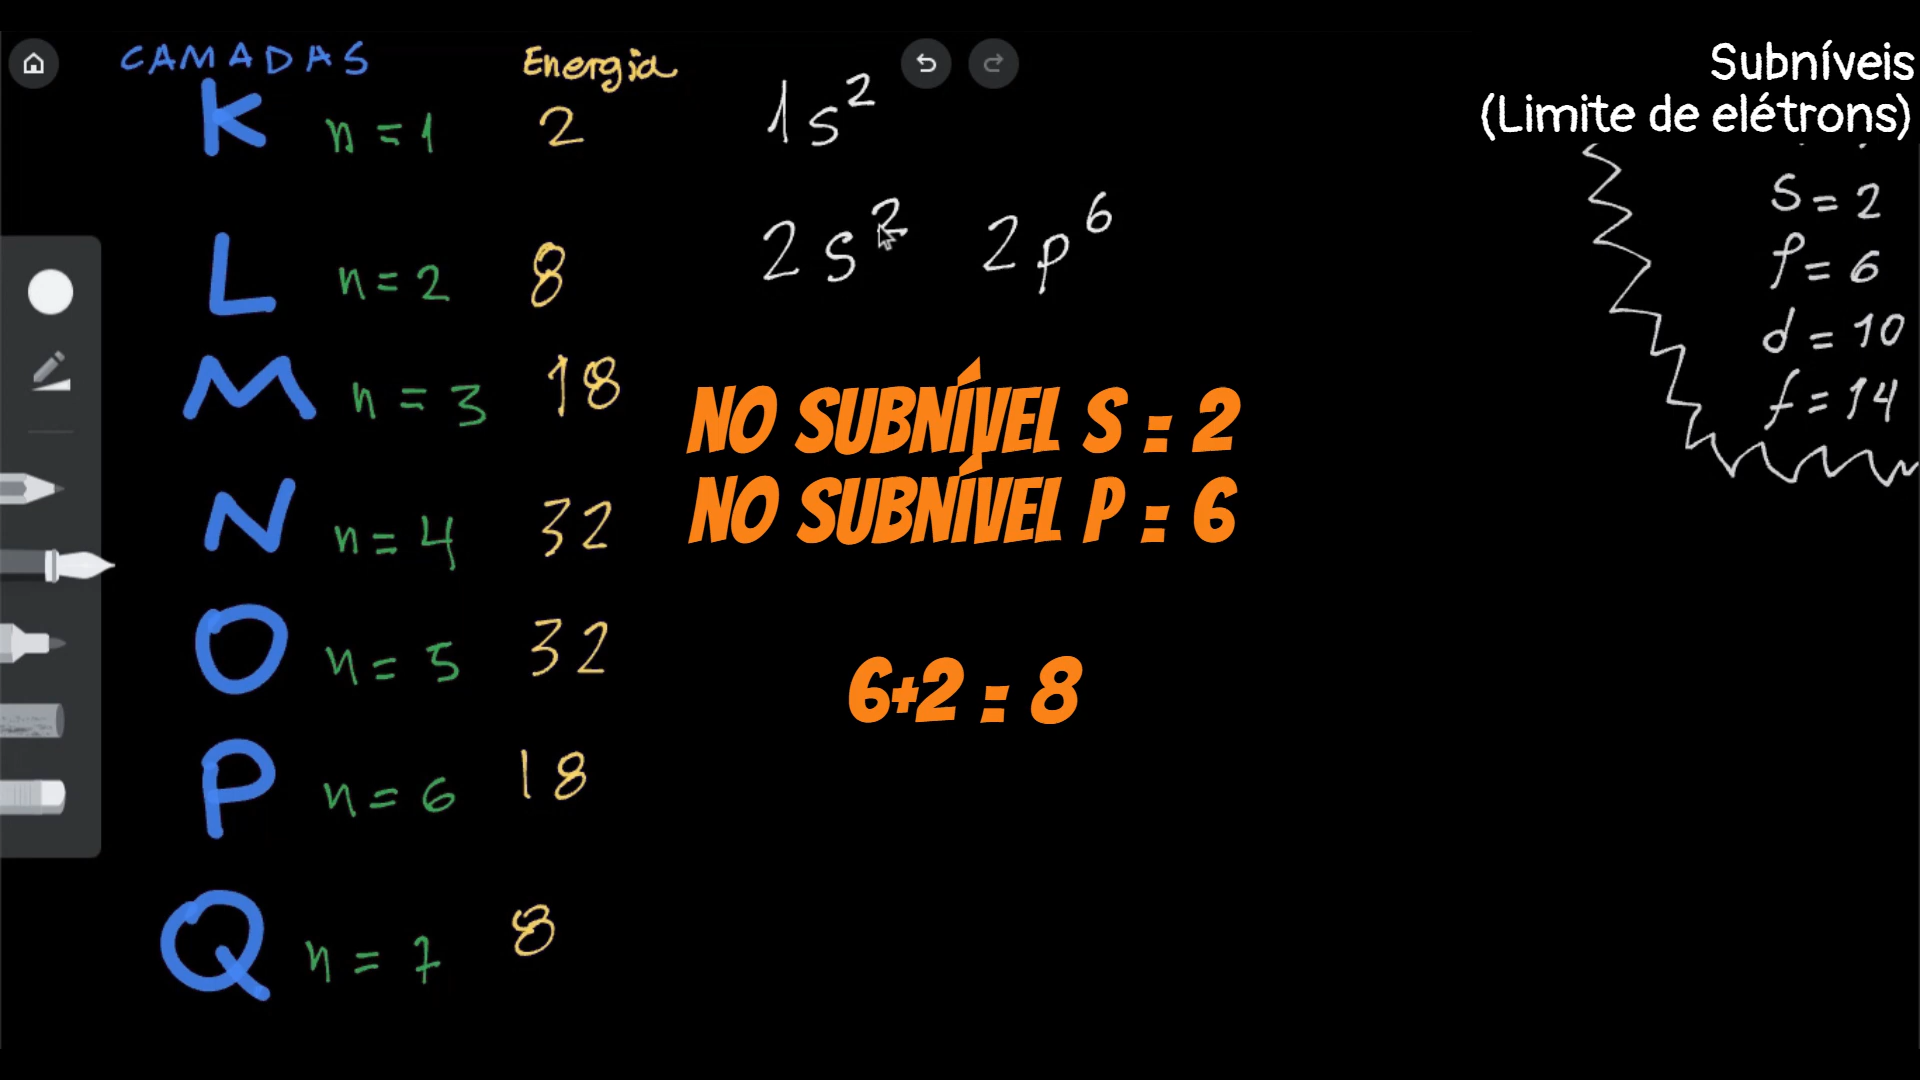 CAMADAS Energia
K n = 1 2 1s²
L n = 2 8 2s² 2p⁶
M n = 3 18
N n = 4 32
O n = 5 32
P n = 6 18
Q n = 7 8
NO SUBNÍVEL S = 2
NO SUBNÍVEL P = 6
6+2 = 8
Subníveis
(Limite de elétrons)
S = 2
p = 6
d = 10
f = 14